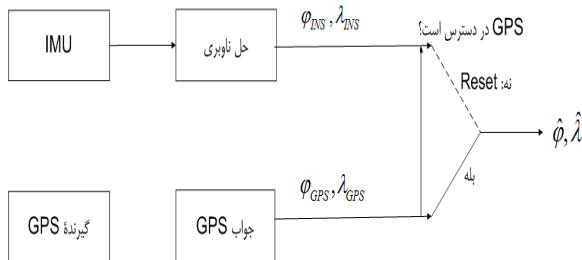 IMU
حل ناوبری
φ_INS , λ_INS
GPS در دسترس است؟
نه: Reset
φ̂, λ̂
بله
φ_GPS , λ_GPS
گیرندهٔ GPS
جواب GPS